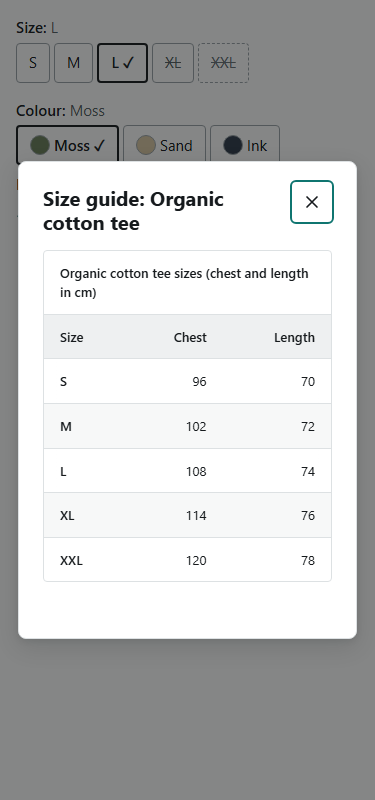 Size: L
S M L ✓ XL XXL
Colour: Moss
Moss ✓ Sand Ink
Size guide: Organic
cotton tee
Organic cotton tee sizes (chest and length
in cm)
Size Chest Length
S 96 70
M 102 72
L 108 74
XL 114 76
XXL 120 78